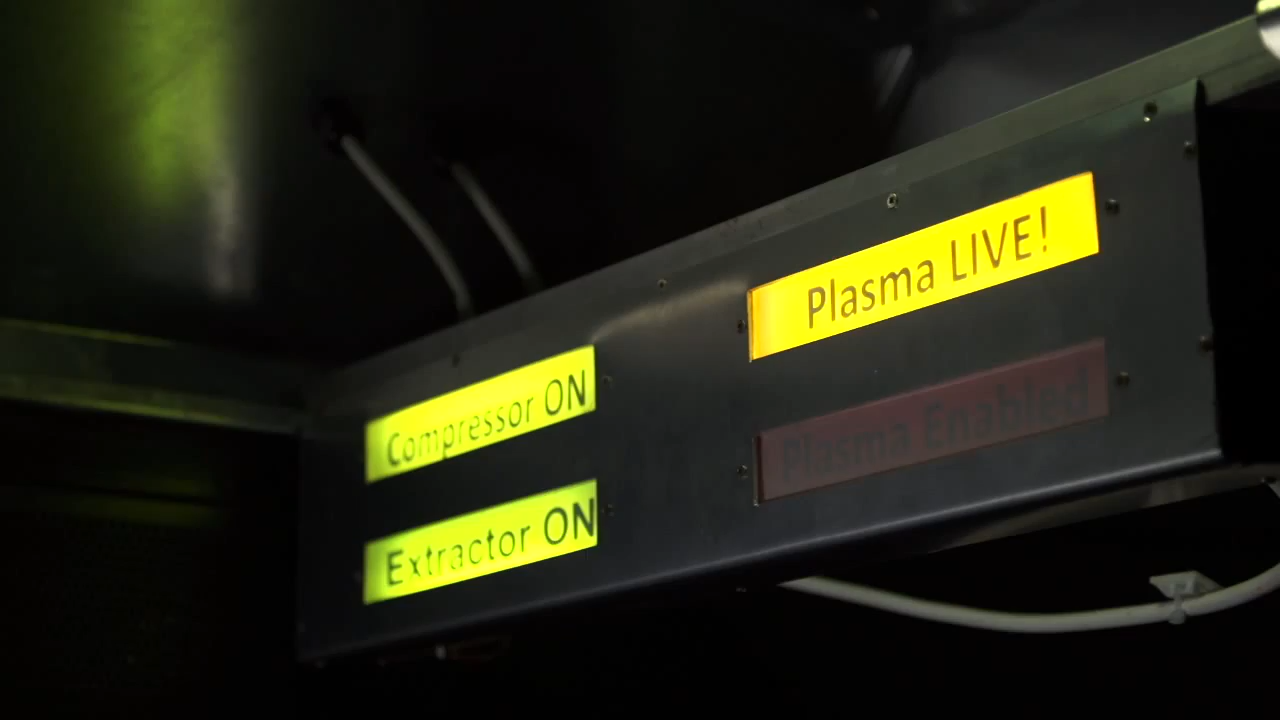 Plasma LIVE!
Compressor ON
Plasma Enabled
Extractor ON